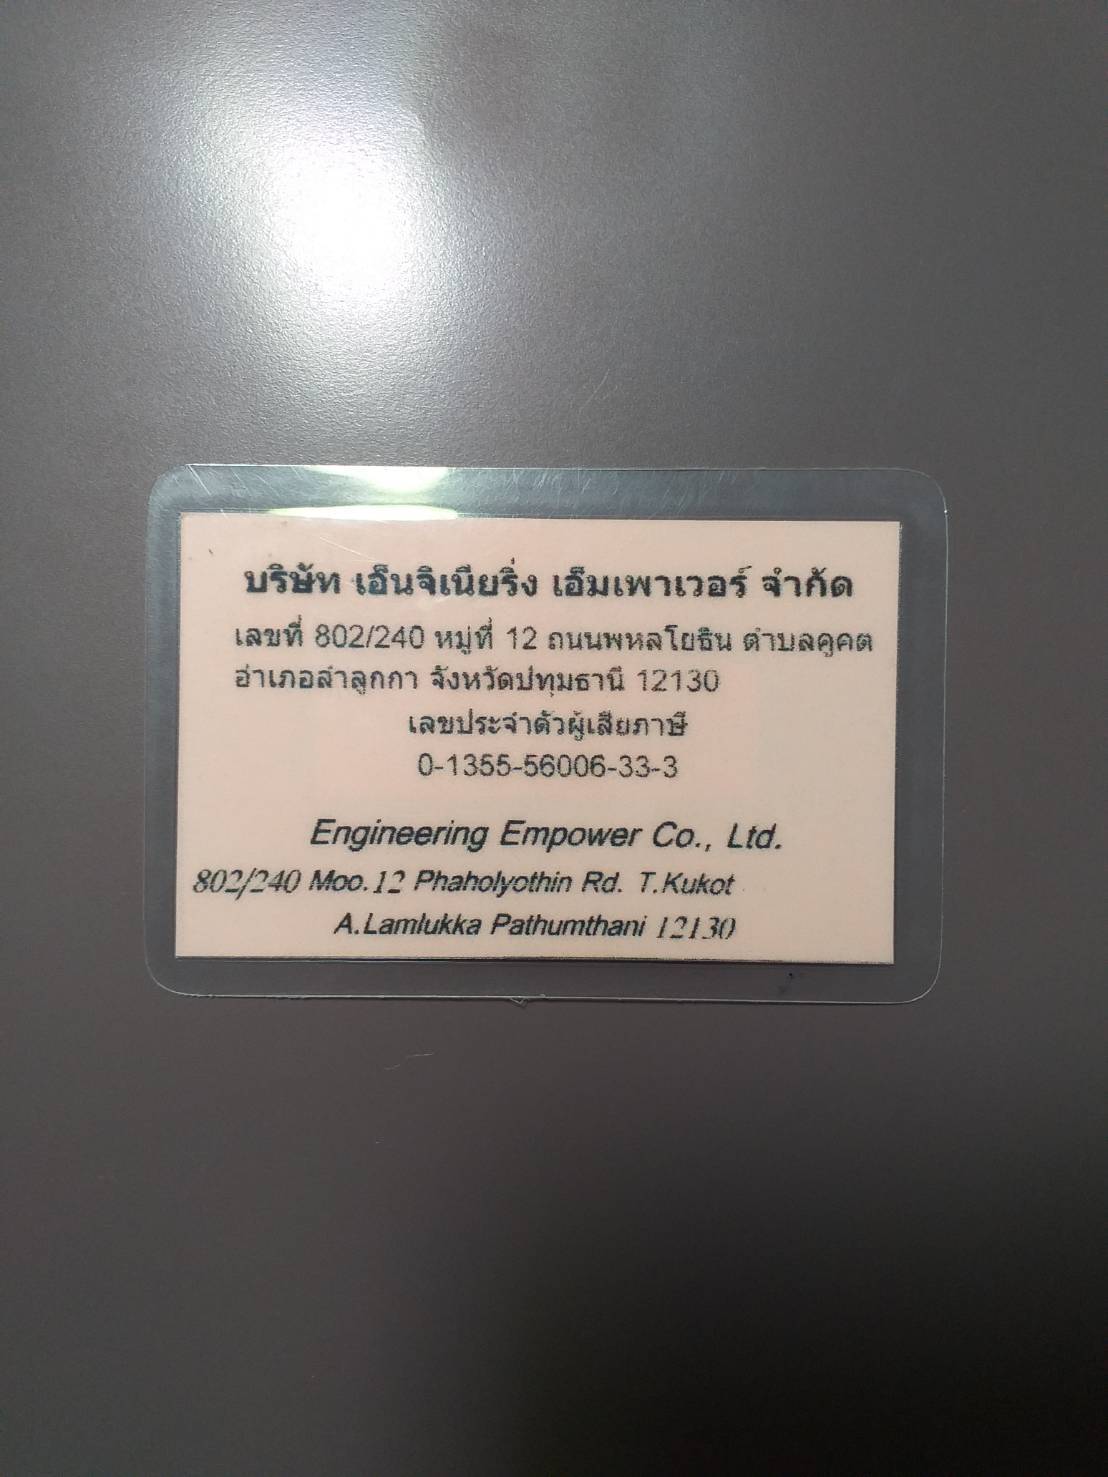 บริษัท เอ็นจิเนียริ่ง เอ็มเพาเวอร์ จำกัด
เลขที่ 802/240 หมู่ที่ 12 ถนนพหลโยธิน ตำบลคูคต
อำเภอลำลูกกา จังหวัดปทุมธานี 12130
เลขประจำตัวผู้เสียภาษี
0-1355-56006-33-3
Engineering Empower Co., Ltd.
802/240 Moo.12 Phaholyothin Rd. T.Kukot
A.Lamlukka Pathumthani 12130